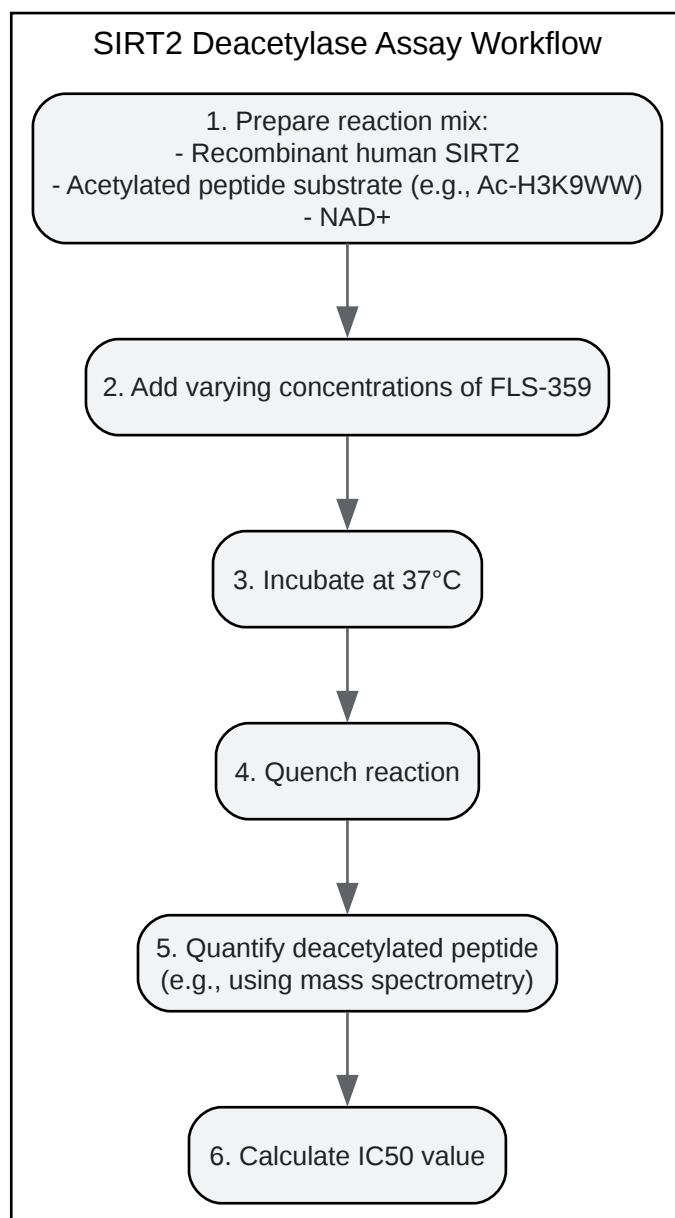 SIRT2 Deacetylase Assay Workflow
1. Prepare reaction mix:
- Recombinant human SIRT2
- Acetylated peptide substrate (e.g., Ac-H3K9WW)
- NAD+
2. Add varying concentrations of FLS-359
3. Incubate at 37°C
4. Quench reaction
5. Quantify deacetylated peptide
(e.g., using mass spectrometry)
6. Calculate IC50 value